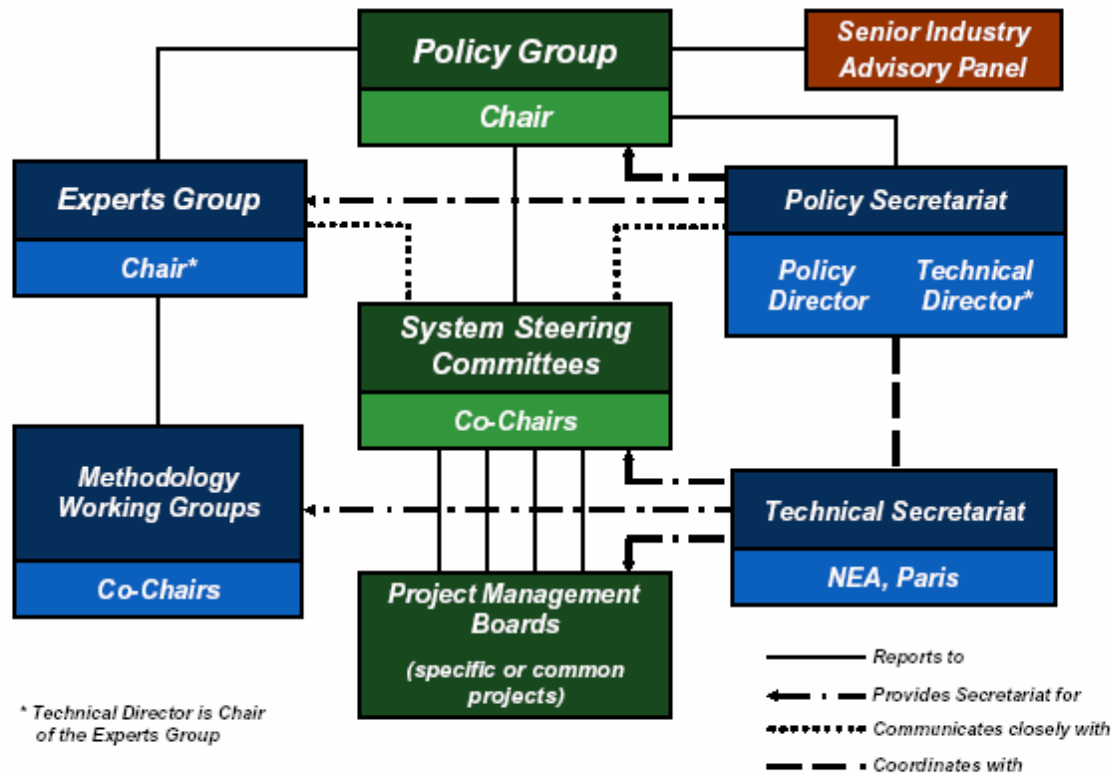 Policy Group
Chair
Senior Industry
Advisory Panel
Experts Group
Chair*
Policy Secretariat
Policy
Director
Technical
Director*
System Steering
Committees
Co-Chairs
Methodology
Working Groups
Co-Chairs
Technical Secretariat
NEA, Paris
Project Management
Boards
(specific or common
projects)
* Technical Director is Chair
of the Experts Group
Reports to
Provides Secretariat for
Communicates closely with
Coordinates with